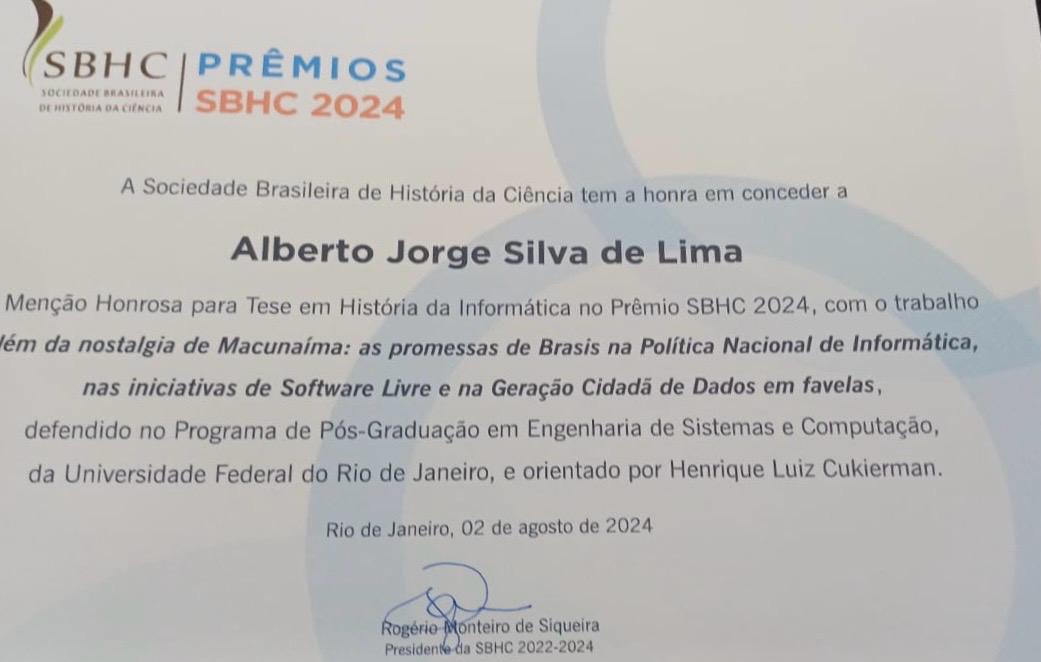 SBHC
SOCIEDADE BRASILEIRA
DE HISTÓRIA DA CIÊNCIA
PRÊMIOS
SBHC 2024
A Sociedade Brasileira de História da Ciência tem a honra em conceder a
Alberto Jorge Silva de Lima
Menção Honrosa para Tese em História da Informática no Prêmio SBHC 2024, com o trabalho
lém da nostalgia de Macunaíma: as promessas de Brasis na Política Nacional de Informática,
nas iniciativas de Software Livre e na Geração Cidadã de Dados em favelas,
defendido no Programa de Pós-Graduação em Engenharia de Sistemas e Computação,
da Universidade Federal do Rio de Janeiro, e orientado por Henrique Luiz Cukierman.
Rio de Janeiro, 02 de agosto de 2024
Rogério Monteiro de Siqueira
Presidente da SBHC 2022-2024